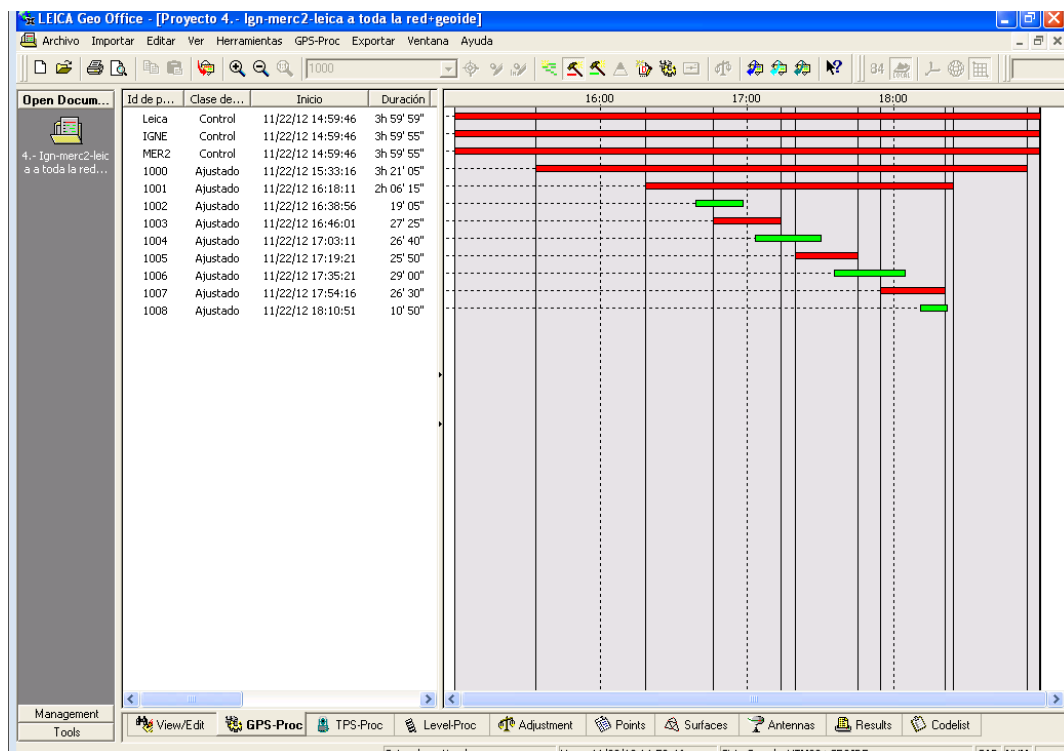 LEICA Geo Office - [Proyecto 4.- Ign-merc2-leica a toda la red+geoide]
Archivo Importar Editar Ver Herramientas GPS-Proc Exportar Ventana Ayuda
1000
84
Open Docum...
4.- Ign-merc2-leic
a a toda la red...
Id de p... Clase de... Inicio Duración 16:00 17:00 18:00
Leica Control 11/22/12 14:59:46 3h 59' 59"
IGNE Control 11/22/12 14:59:46 3h 59' 55"
MER2 Control 11/22/12 14:59:46 3h 59' 55"
1000 Ajustado 11/22/12 15:33:16 3h 21' 05"
1001 Ajustado 11/22/12 16:18:11 2h 06' 15"
1002 Ajustado 11/22/12 16:38:56 19' 05"
1003 Ajustado 11/22/12 16:46:01 27' 25"
1004 Ajustado 11/22/12 17:03:11 26' 40"
1005 Ajustado 11/22/12 17:19:21 25' 50"
1006 Ajustado 11/22/12 17:35:21 29' 00"
1007 Ajustado 11/22/12 17:54:16 26' 30"
1008 Ajustado 11/22/12 18:10:51 10' 50"
Management
Tools
View/Edit GPS-Proc TPS-Proc Level-Proc Adjustment Points Surfaces Antennas Results Codelist